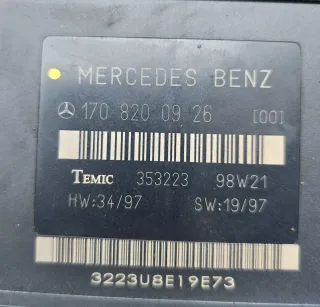 MERCEDES BENZ
170 820 09 26 [00]
TEMIC 353223 98W21
HW:34/97 SW:19/97
3223U8E19E73